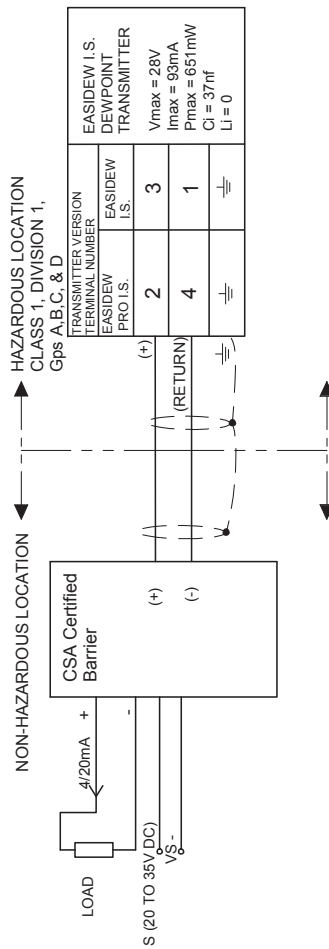 NON-HAZARDOUS LOCATION
HAZARDOUS LOCATION
CLASS 1, DIVISION 1,
Gps A,B,C, & D
LOAD
4/20mA
+
-
S (20 TO 35V DC)
VS -
CSA Certified
Barrier
(+)
(-)
(+)
(RETURN)
TRANSMITTER VERSION
TERMINAL NUMBER
EASIDEW
PRO I.S.
EASIDEW
I.S.
2
3
4
1
EASIDEW I.S.
DEWPOINT
TRANSMITTER
Vmax = 28V
Imax = 93mA
Pmax = 651mW
Ci = 37nf
Li = 0